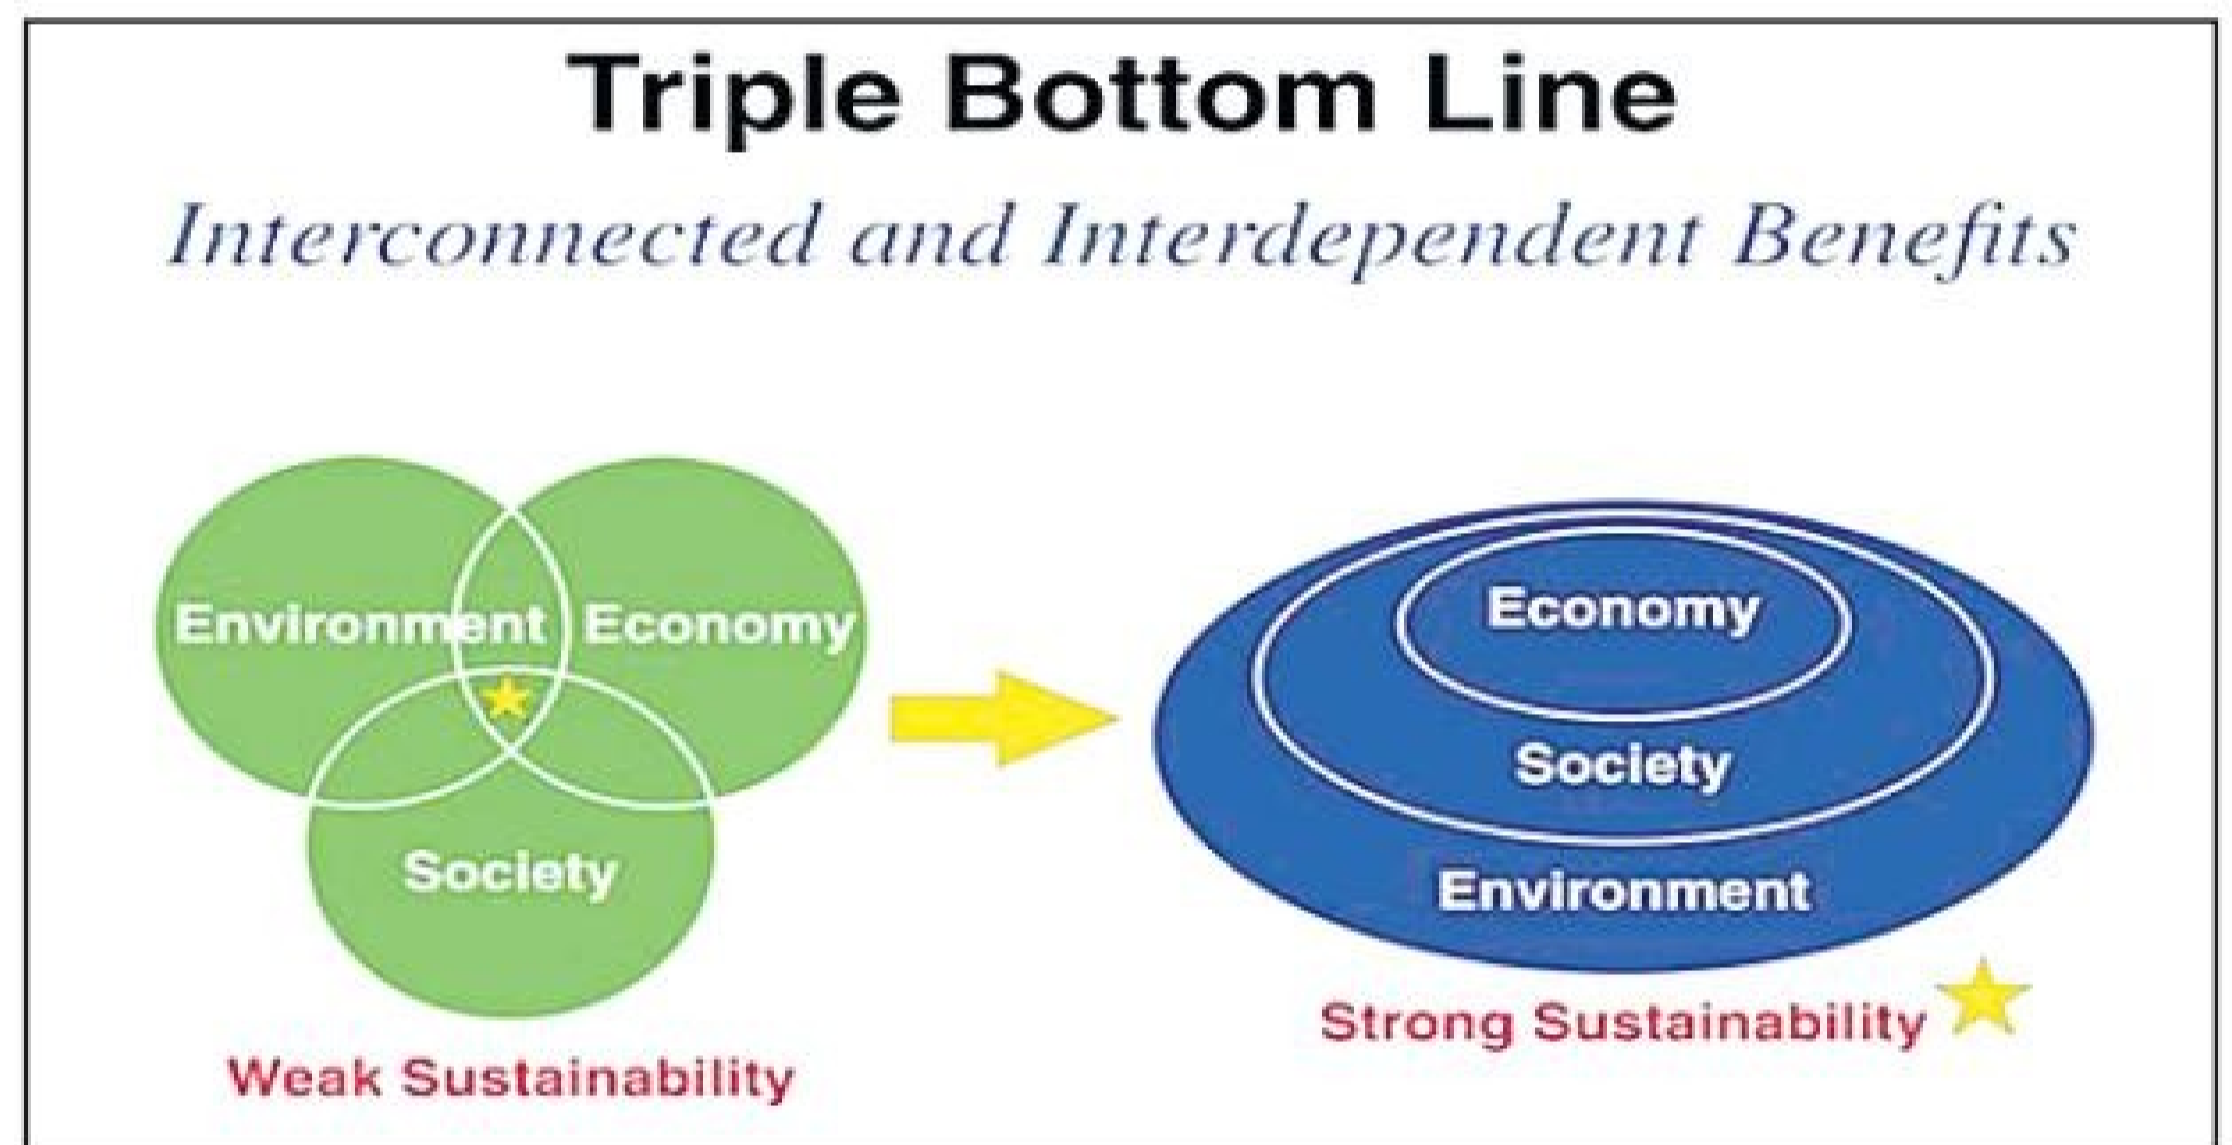 Triple Bottom Line
Interconnected and Interdependent Benefits
Environment
Economy
Society
Weak Sustainability
Economy
Society
Environment
Strong Sustainability